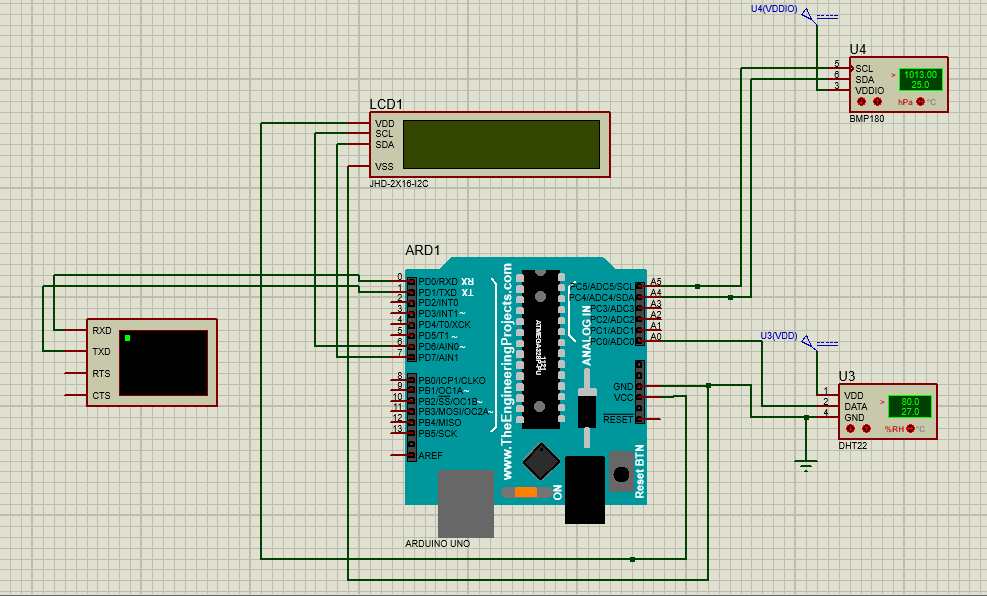 U4(VDDIO)
U4
5 SCL
6 SDA
3 VDDIO
> 1013.00
25.0
hPa °C
BMP180
LCD1
VDD
SCL
SDA
VSS
JHD-2X16-I2C
ARD1
0 PD0/RXD RX
1 PD1/TXD TX
2 PD2/INT0
3 PD3/INT1~
4 PD4/T0/XCK
5 PD5/T1 ~
6 PD6/AIN0~
7 PD7/AIN1
8 PB0/ICP1/CLKO
9 PB1/OC1A~
10 PB2/SS/OC1B~
11 PB3/MOSI/OC2A~
12 PB4/MISO
13 PB5/SCK
AREF
www.TheEngineeringProjects.com
ANALOG IN
PC5/ADC5/SCL A5
PC4/ADC4/SDA A4
PC3/ADC3 A3
PC2/ADC2 A2
PC1/ADC1 A1
PC0/ADC0 A0
GND
VCC
RESET
ON
Reset BTN
ARDUINO UNO
RXD
TXD
RTS
CTS
U3(VDD)
U3
1 VDD
2 DATA
4 GND
> 80.0
27.0
%RH °C
DHT22